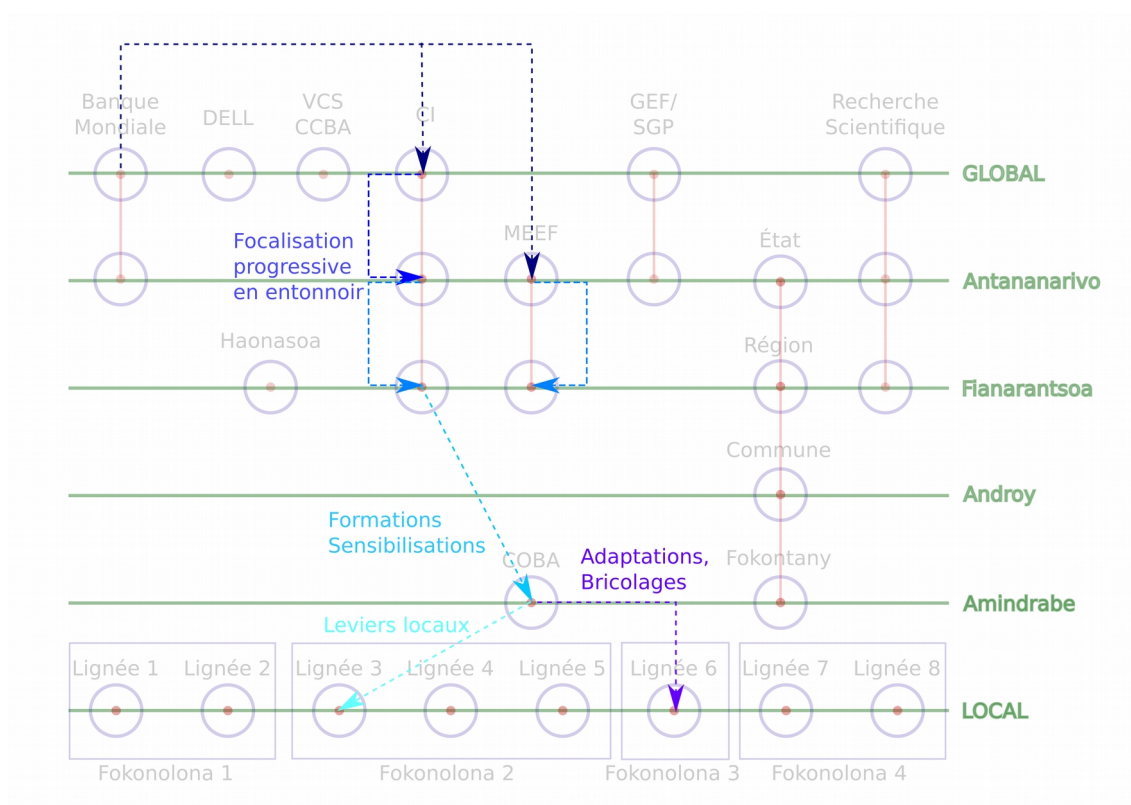 Banque
Mondiale
DELL
VCS
CCBA
CI
GEF/
SGP
Recherche
Scientifique
GLOBAL
Focalisation
progressive
en entonnoir
MEEF
État
Antananarivo
Haonasoa
Région
Fianarantsoa
Commune
Androy
Formations
Sensibilisations
COBA
Adaptations,
Bricolages
Fokontany
Amindrabe
Leviers locaux
Lignée 1
Lignée 2
Lignée 3
Lignée 4
Lignée 5
Lignée 6
Lignée 7
Lignée 8
LOCAL
Fokonolona 1
Fokonolona 2
Fokonolona 3
Fokonolona 4